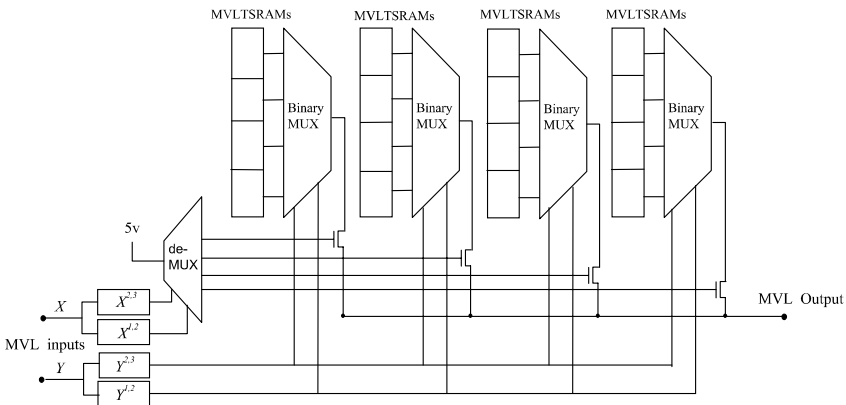 MVLTSRAMs MVLTSRAMs MVLTSRAMs MVLTSRAMs
Binary MUX
Binary MUX
Binary MUX
Binary MUX
5v
de-
MUX
X X^{2,3}
X^{1,2}
MVL Output
MVL inputs
Y Y^{2,3}
Y^{1,2}